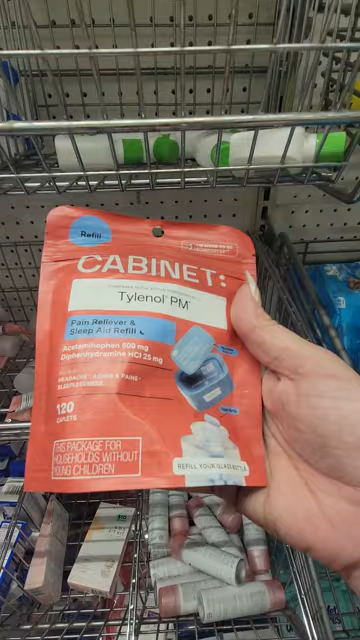 Refill
CABINET:
Tylenol PM
Pain Reliever &
Sleep Aid Refill
Acetaminophen 500 mg
Diphenhydramine HCl 25 mg
HEADACHE • ACHES & PAINS •
SLEEPLESSNESS
120
CAPLETS
THIS PACKAGE FOR
HOUSEHOLDS WITHOUT
YOUNG CHILDREN
REFILL YOUR GLASS BOTTLE